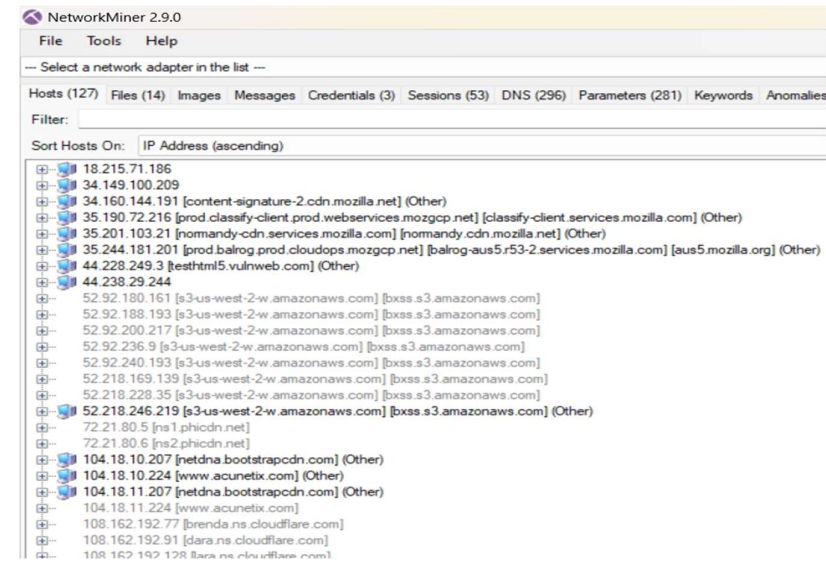 NetworkMiner 2.9.0
File Tools Help
--- Select a network adapter in the list ---
Hosts (127) Files (14) Images Messages Credentials (3) Sessions (53) DNS (296) Parameters (281) Keywords Anomalies
Filter:
Sort Hosts On: IP Address (ascending)
18.215.71.186
34.149.100.209
34.160.144.191 [content-signature-2.cdn.mozilla.net] (Other)
35.190.72.216 [prod.classify-client.prod.webservices.mozgcp.net] [classify-client.services.mozilla.com] (Other)
35.201.103.21 [normandy-cdn.services.mozilla.com] [normandy.cdn.mozilla.net] (Other)
35.244.181.201 [prod.balrog.prod.cloudops.mozgcp.net] [balrog-aus5.r53-2.services.mozilla.com] [aus5.mozilla.org] (Other)
44.228.249.3 [testhtml5.vulnweb.com] (Other)
44.238.29.244
52.92.180.161 [s3-us-west-2-w.amazonaws.com] [bxss.s3.amazonaws.com]
52.92.188.193 [s3-us-west-2-w.amazonaws.com] [bxss.s3.amazonaws.com]
52.92.200.217 [s3-us-west-2-w.amazonaws.com] [bxss.s3.amazonaws.com]
52.92.236.9 [s3-us-west-2-w.amazonaws.com] [bxss.s3.amazonaws.com]
52.92.240.193 [s3-us-west-2-w.amazonaws.com] [bxss.s3.amazonaws.com]
52.218.169.139 [s3-us-west-2-w.amazonaws.com] [bxss.s3.amazonaws.com]
52.218.228.35 [s3-us-west-2-w.amazonaws.com] [bxss.s3.amazonaws.com]
52.218.246.219 [s3-us-west-2-w.amazonaws.com] [bxss.s3.amazonaws.com] (Other)
72.21.80.5 [ns1.phicdn.net]
72.21.80.6 [ns2.phicdn.net]
104.18.10.207 [netdna.bootstrapcdn.com] (Other)
104.18.10.224 [www.acunetix.com] (Other)
104.18.11.207 [netdna.bootstrapcdn.com] (Other)
104.18.11.224 [www.acunetix.com]
108.162.192.77 [brenda.ns.cloudflare.com]
108.162.192.91 [dara.ns.cloudflare.com]
108.162.192.128 [lara.ns.cloudflare.com]